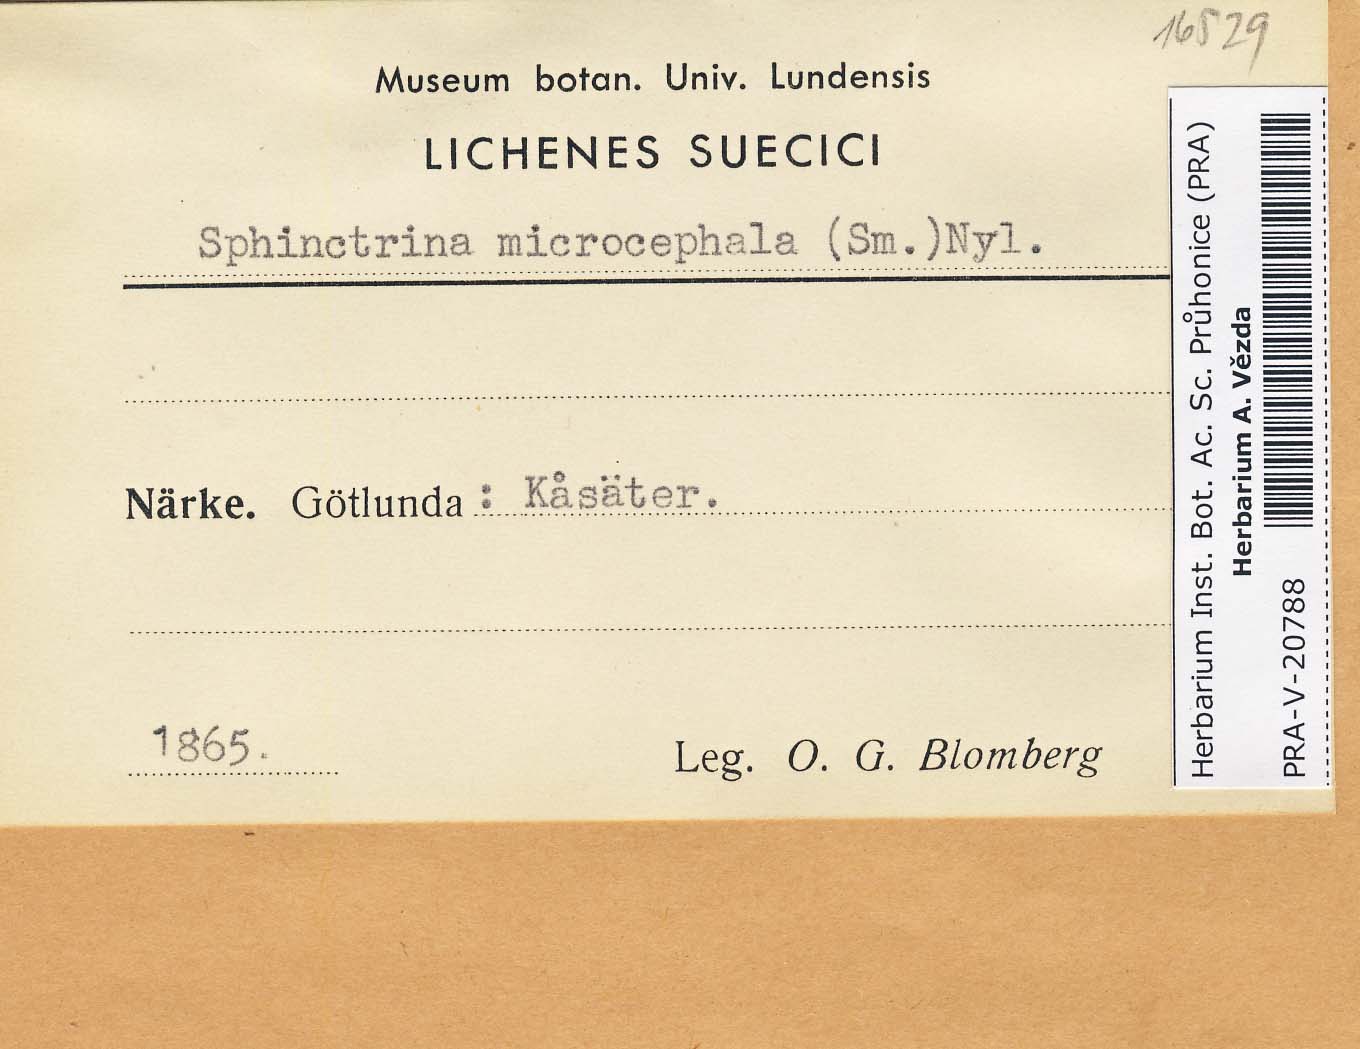 16529
Museum botan. Univ. Lundensis
LICHENES SUECICI
Sphinctrina microcephala (Sm.)Nyl.
Närke. Götlunda : Kåsäter.
1865.
Leg. O. G. Blomberg
Herbarium Inst. Bot. Ac. Sc. Průhonice (PRA)
Herbarium A. Vězda
PRA-V-20788